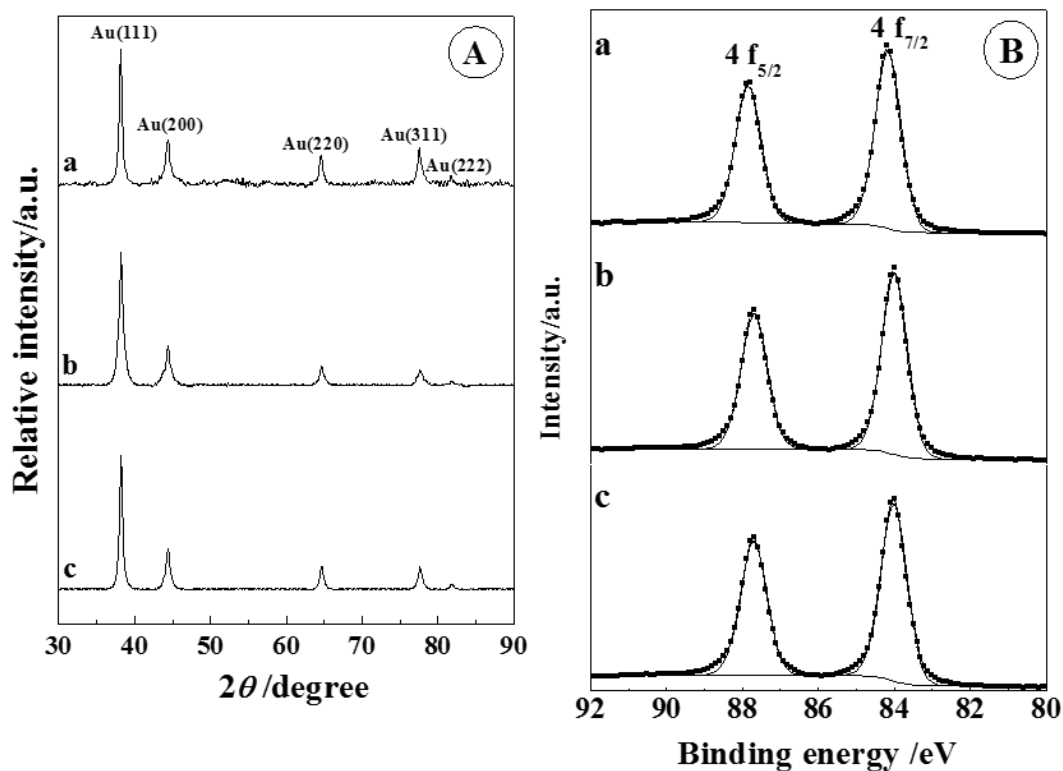 A
Au(111)
Au(200)
Au(220)
Au(311)
Au(222)
a
b
c
Relative intensity/a.u.
30 40 50 60 70 80 90
2θ /degree
B
a
4 f5/2
4 f7/2
b
c
Intensity/a.u.
92 90 88 86 84 82 80
Binding energy /eV